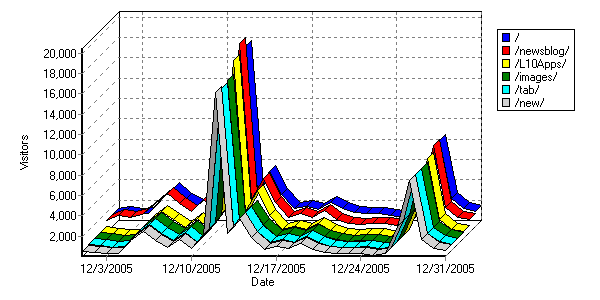 20,000
18,000
16,000
14,000
12,000
10,000
8,000
6,000
4,000
2,000
Visitors
12/3/2005 12/10/2005 12/17/2005 12/24/2005 12/31/2005
Date
/
/newsblog/
/L10Apps/
/images/
/tab/
/new/